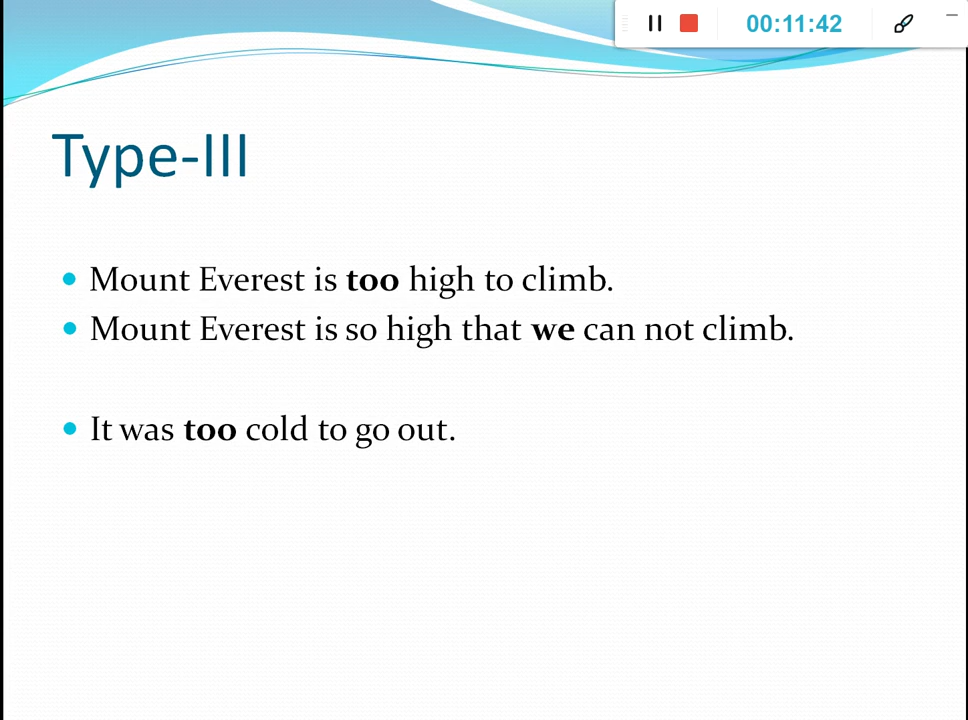 00:11:42
Type-III
Mount Everest is too high to climb.
Mount Everest is so high that we can not climb.
It was too cold to go out.